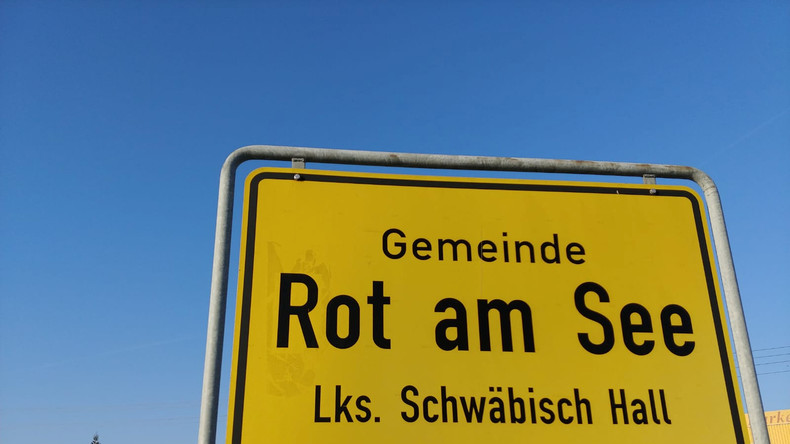 Gemeinde
Rot am See
Lks. Schwäbisch Hall